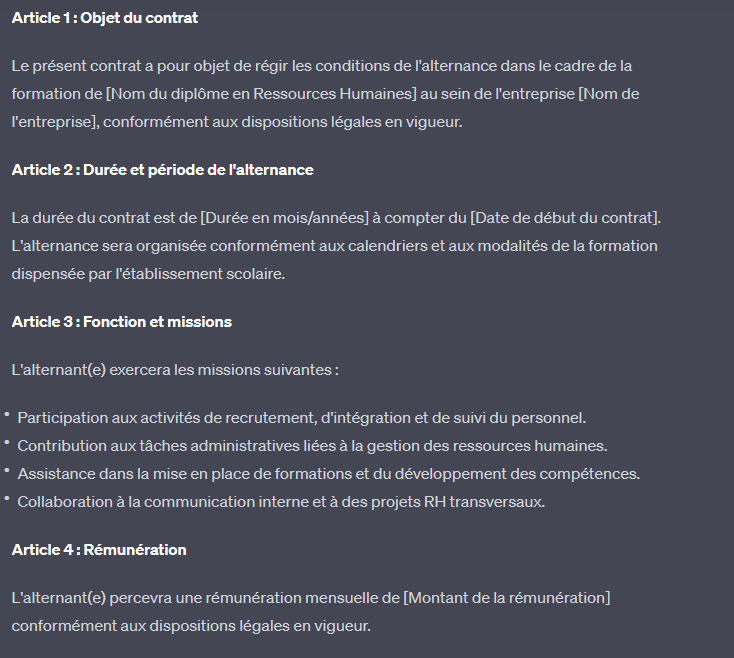 Article 1 : Objet du contrat
Le présent contrat a pour objet de régir les conditions de l'alternance dans le cadre de la
formation de [Nom du diplôme en Ressources Humaines] au sein de l'entreprise [Nom de
l'entreprise], conformément aux dispositions légales en vigueur.
Article 2 : Durée et période de l'alternance
La durée du contrat est de [Durée en mois/années] à compter du [Date de début du contrat].
L'alternance sera organisée conformément aux calendriers et aux modalités de la formation
dispensée par l'établissement scolaire.
Article 3 : Fonction et missions
L'alternant(e) exercera les missions suivantes :
• Participation aux activités de recrutement, d'intégration et de suivi du personnel.
• Contribution aux tâches administratives liées à la gestion des ressources humaines.
• Assistance dans la mise en place de formations et du développement des compétences.
• Collaboration à la communication interne et à des projets RH transversaux.
Article 4 : Rémunération
L'alternant(e) percevra une rémunération mensuelle de [Montant de la rémunération]
conformément aux dispositions légales en vigueur.